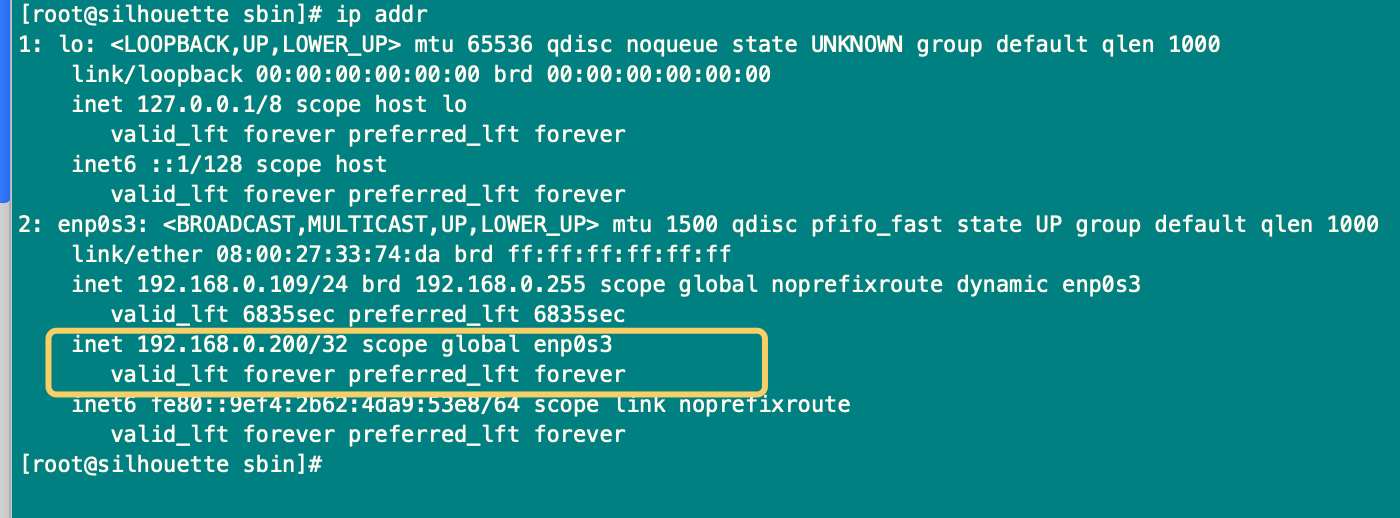 [root@silhouette sbin]# ip addr
1: lo: <LOOPBACK,UP,LOWER_UP> mtu 65536 qdisc noqueue state UNKNOWN group default qlen 1000
    link/loopback 00:00:00:00:00:00 brd 00:00:00:00:00:00
    inet 127.0.0.1/8 scope host lo
       valid_lft forever preferred_lft forever
    inet6 ::1/128 scope host
       valid_lft forever preferred_lft forever
2: enp0s3: <BROADCAST,MULTICAST,UP,LOWER_UP> mtu 1500 qdisc pfifo_fast state UP group default qlen 1000
    link/ether 08:00:27:33:74:da brd ff:ff:ff:ff:ff:ff
    inet 192.168.0.109/24 brd 192.168.0.255 scope global noprefixroute dynamic enp0s3
       valid_lft 6835sec preferred_lft 6835sec
    inet 192.168.0.200/32 scope global enp0s3
       valid_lft forever preferred_lft forever
    inet6 fe80::9ef4:2b62:4da9:53e8/64 scope link noprefixroute
       valid_lft forever preferred_lft forever
[root@silhouette sbin]#